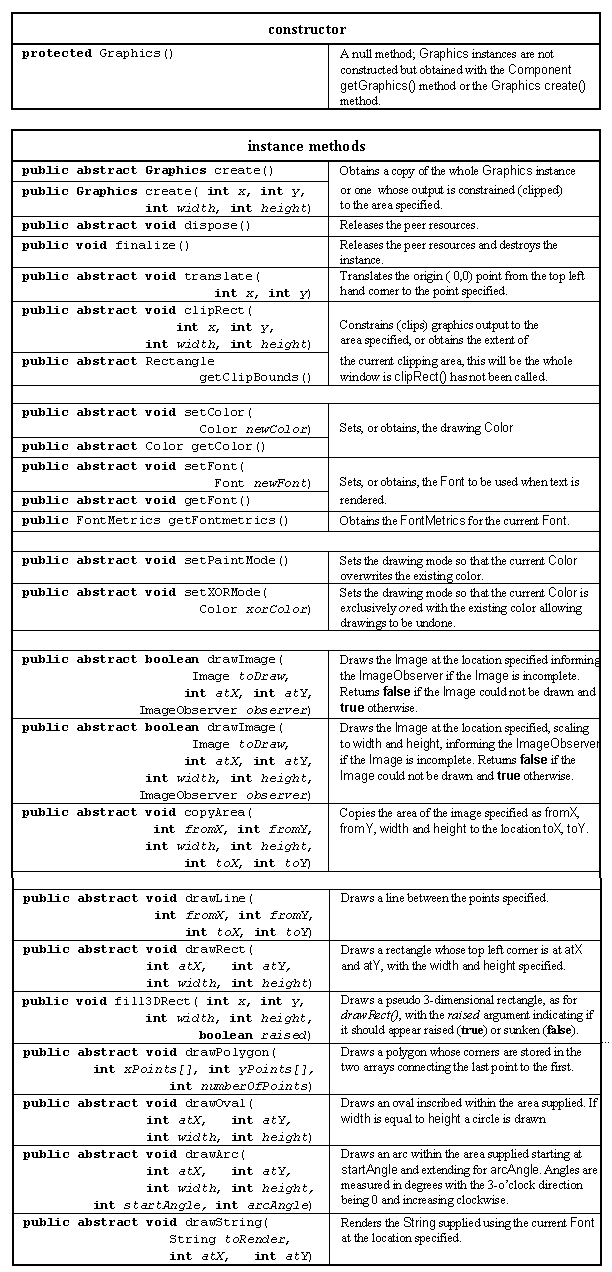 constructor
protected Graphics()
A null method; Graphics instances are not
constructed but obtained with the Component
getGraphics() method or the Graphics create()
method.
instance methods
public abstract Graphics create()
public Graphics create( int x, int y,
int width, int height)
Obtains a copy of the whole Graphics instance
or one whose output is constrained (clipped)
to the area specified.
public abstract void dispose()
Releases the peer resources.
public void finalize()
Releases the peer resources and destroys the
instance.
public abstract void translate(
int x, int y)
Translates the origin ( 0,0) point from the top left
hand corner to the point specified.
public abstract void clipRect(
int x, int y,
int width, int height)
public abstract Rectangle
getClipBounds()
Constrains (clips) graphics output to the
area specified, or obtains the extent of
the current clipping area, this will be the whole
window is clipRect() has not been called.
public abstract void setColor(
Color newColor)
public abstract Color getColor()
Sets, or obtains, the drawing Color
public abstract void setFont(
Font newFont)
public abstract void getFont()
Sets, or obtains, the Font to be used when text is
rendered.
public FontMetrics getFontmetrics()
Obtains the FontMetrics for the current Font.
public abstract void setPaintMode()
Sets the drawing mode so that the current Color
overwrites the existing color.
public abstract void setXORMode(
Color xorColor)
Sets the drawing mode so that the current Color is
exclusively ored with the existing color allowing
drawings to be undone.
public abstract boolean drawImage(
Image toDraw,
int atX, int atY,
ImageObserver observer)
Draws the Image at the location specified informing
the ImageObserver if the Image is incomplete.
Returns false if the Image could not be drawn and
true otherwise.
public abstract boolean drawImage(
Image toDraw,
int atX, int atY,
int width, int height,
ImageObserver observer)
Draws the Image at the location specified, scaling
to width and height, informing the ImageObserver
if the Image is incomplete. Returns false if the
Image could not be drawn and true otherwise.
public abstract void copyArea(
int fromX, int fromY,
int width, int height,
int toX, int toY)
Copies the area of the image specified as fromX,
fromY, width and height to the location toX, toY.
public abstract void drawLine(
int fromX, int fromY,
int toX, int toY)
Draws a line between the points specified.
public abstract void drawRect(
int atX, int atY,
int width, int height)
Draws a rectangle whose top left corner is at atX
and atY, with the width and height specified.
public void fill3DRect( int x, int y,
int width, int height,
boolean raised)
Draws a pseudo 3-dimensional rectangle, as for
drawRect(), with the raised argument indicating if
it should appear raised (true) or sunken (false).
public abstract void drawPolygon(
int xPoints[], int yPoints[],
int numberOfPoints)
Draws a polygon whose corners are stored in the
two arrays connecting the last point to the first.
public abstract void drawOval(
int atX, int atY,
int width, int height)
Draws an oval inscribed within the area supplied. If
width is equal to height a circle is drawn
public abstract void drawArc(
int atX, int atY,
int width, int height,
int startAngle, int arcAngle)
Draws an arc within the area supplied starting at
startAngle and extending for arcAngle. Angles are
measured in degrees with the 3-o'clock direction
being 0 and increasing clockwise.
public abstract void drawString(
String toRender,
int atX, int atY)
Renders the String supplied using the current Font
at the location specified.